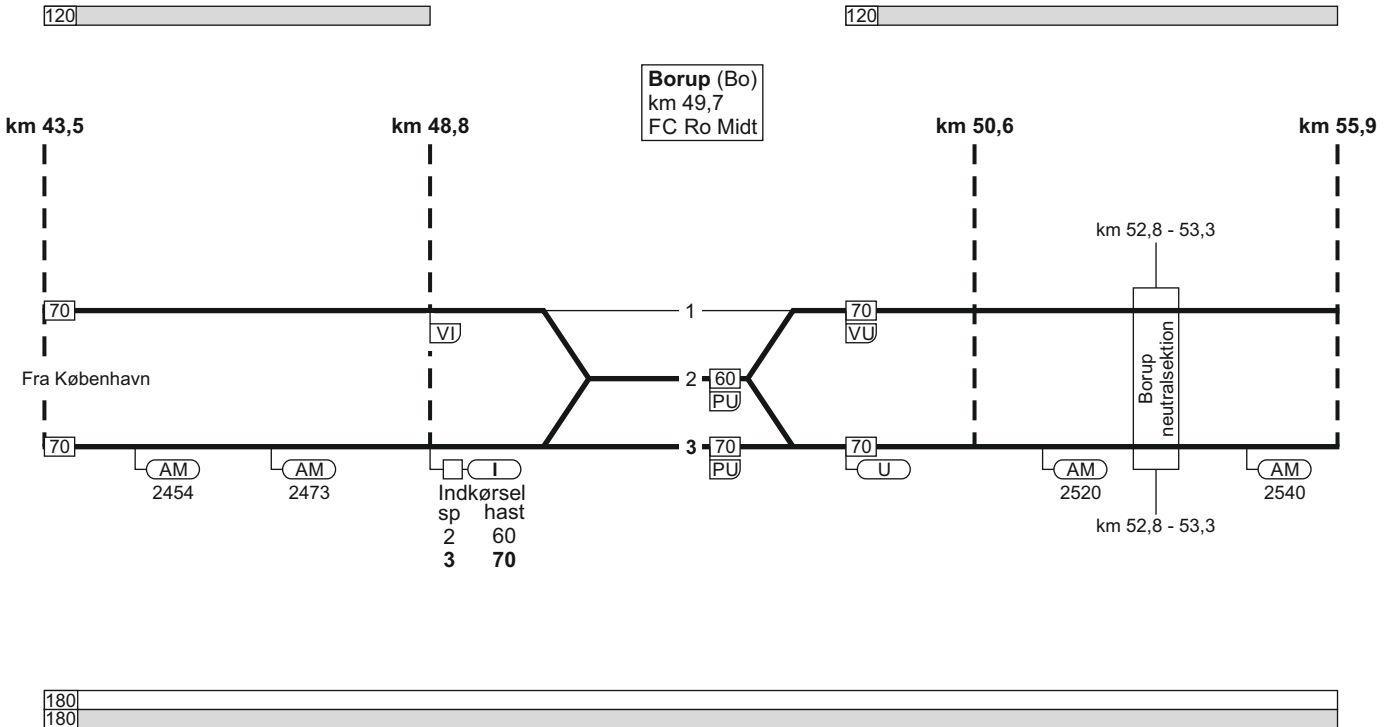 120
120
Borup (Bo)
km 49,7
FC Ro Midt
km 43,5
km 48,8
km 50,6
km 55,9
km 52,8 - 53,3
70
1
70
VI
VU
Fra København
2
60
PU
Borup
neutralsektion
70
3
70
70
AM
2454
AM
2473
I
PU
U
AM
2520
AM
2540
Indkørsel
sp hast
2 60
3 70
km 52,8 - 53,3
180
180